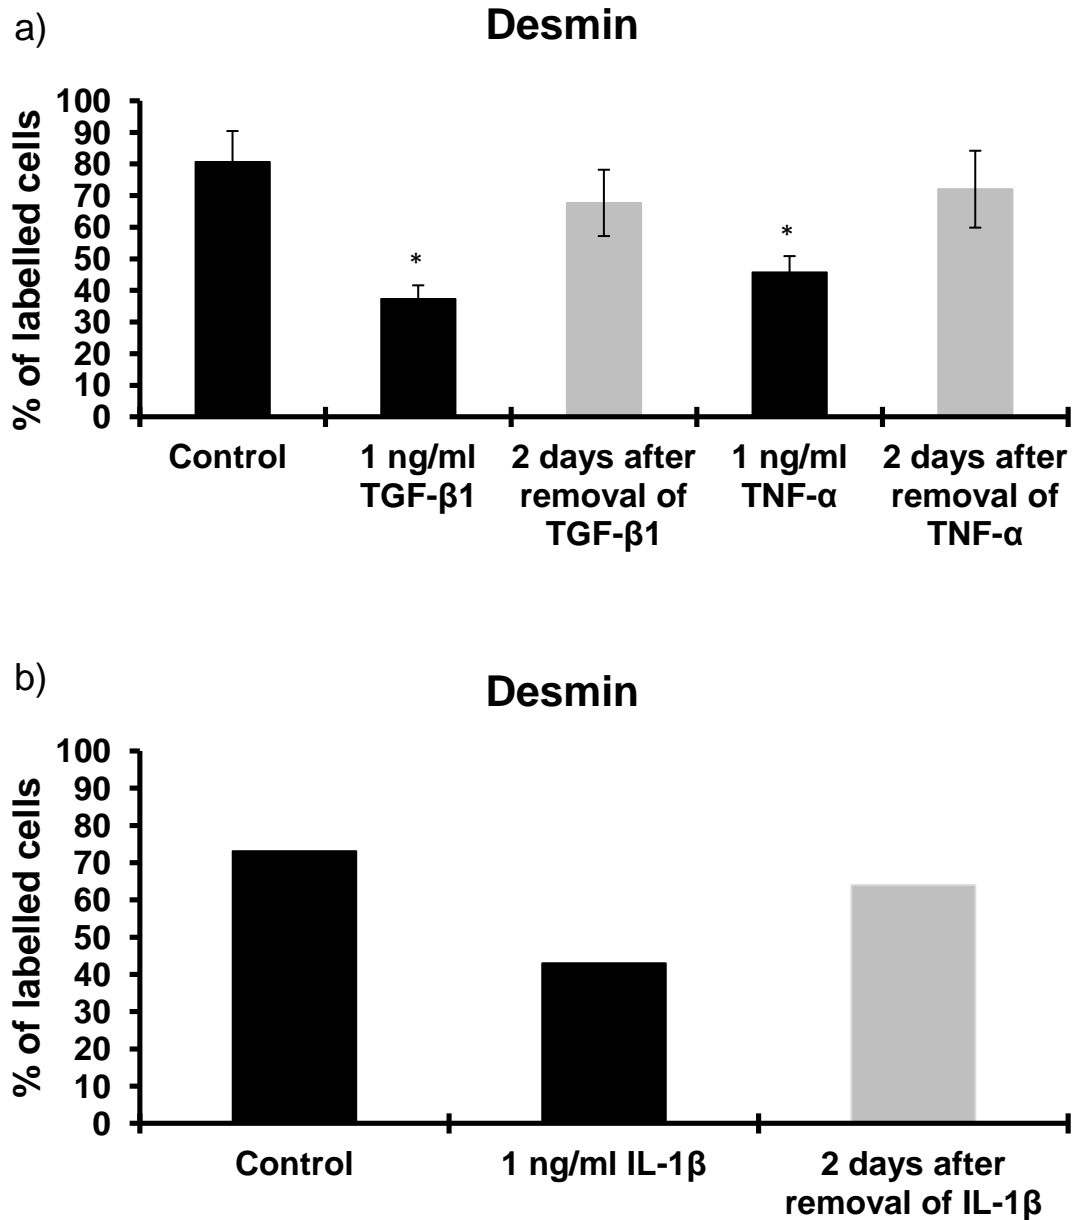 a)
Desmin
% of labelled cells
100
90
80
70
60
50
40
30
20
10
0
*
*
Control
1 ng/ml
TGF-β1
2 days after
removal of
TGF-β1
1 ng/ml
TNF-α
2 days after
removal of
TNF-α
b)
Desmin
% of labelled cells
100
90
80
70
60
50
40
30
20
10
0
Control
1 ng/ml IL-1β
2 days after
removal of IL-1β